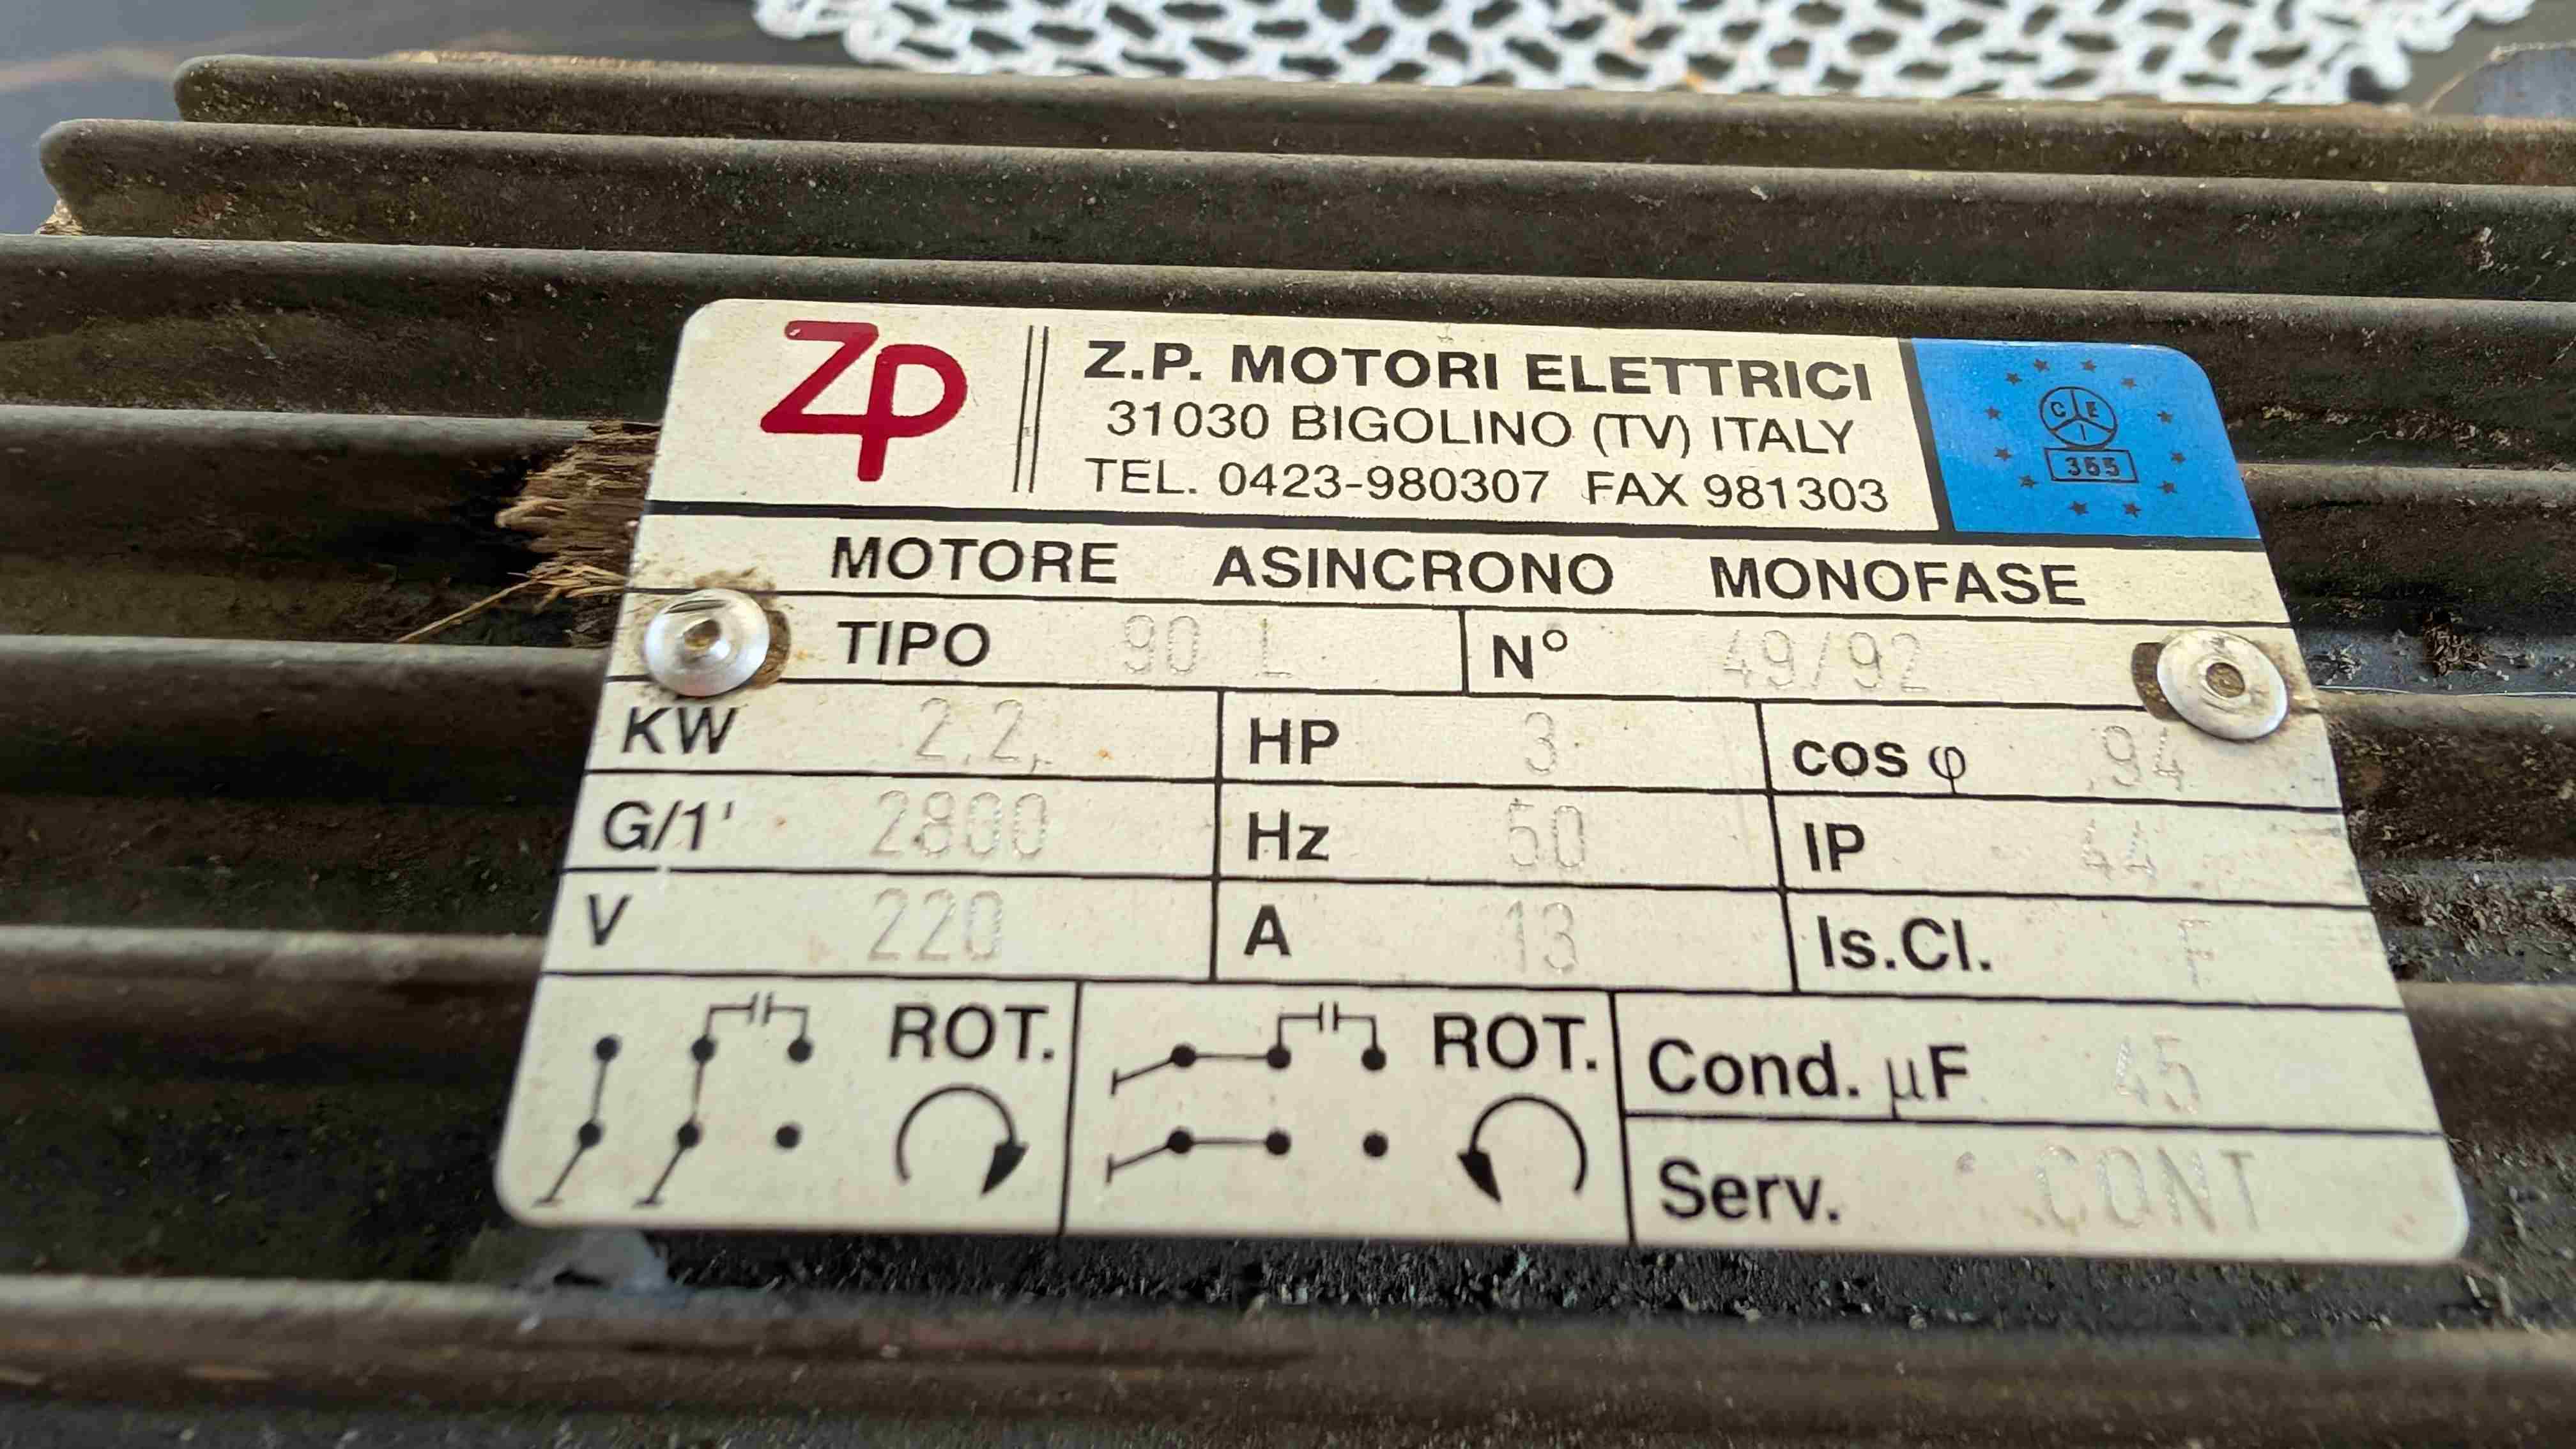 ZP
Z.P. MOTORI ELETTRICI
31030 BIGOLINO (TV) ITALY
TEL. 0423-980307 FAX 981303
CEI
355
MOTORE ASINCRONO MONOFASE
TIPO 90 L N° 49/92
KW 2.2, HP 3 cos φ .94
G/1' 2800 Hz 50 IP 44
V 220 A 13 Is.Cl. F
ROT. ROT. Cond. µF 45
Serv. CONT